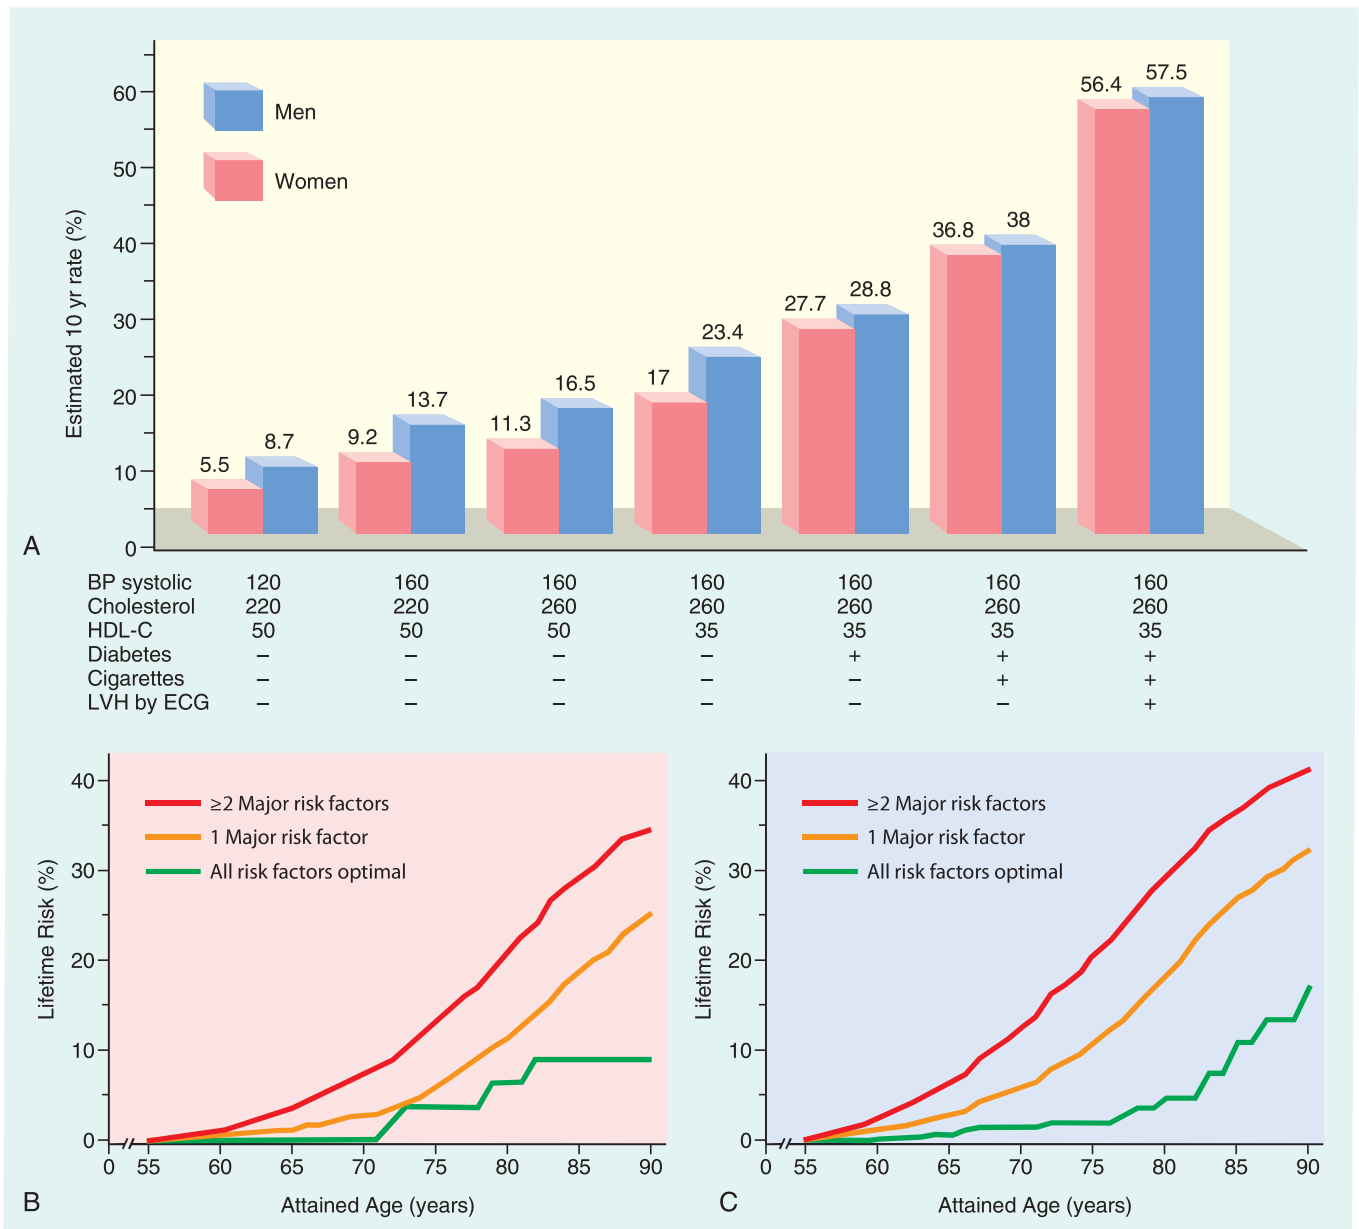 60
50
40
30
20
10
0
Estimated 10 yr rate (%)
Men
Women
5.5
8.7
9.2
13.7
11.3
16.5
17
23.4
27.7
28.8
36.8
38
56.4
57.5
A
BP systolic 120 160 160 160 160 160 160
Cholesterol 220 220 260 260 260 260 260
HDL-C 50 50 50 35 35 35 35
Diabetes – – – – + + +
Cigarettes – – – – – + +
LVH by ECG – – – – – – +
40
30
20
10
0
Lifetime Risk (%)
≥2 Major risk factors
1 Major risk factor
All risk factors optimal
0 55 60 65 70 75 80 85 90
Attained Age (years)
B
40
30
20
10
0
Lifetime Risk (%)
≥2 Major risk factors
1 Major risk factor
All risk factors optimal
0 55 60 65 70 75 80 85 90
Attained Age (years)
C